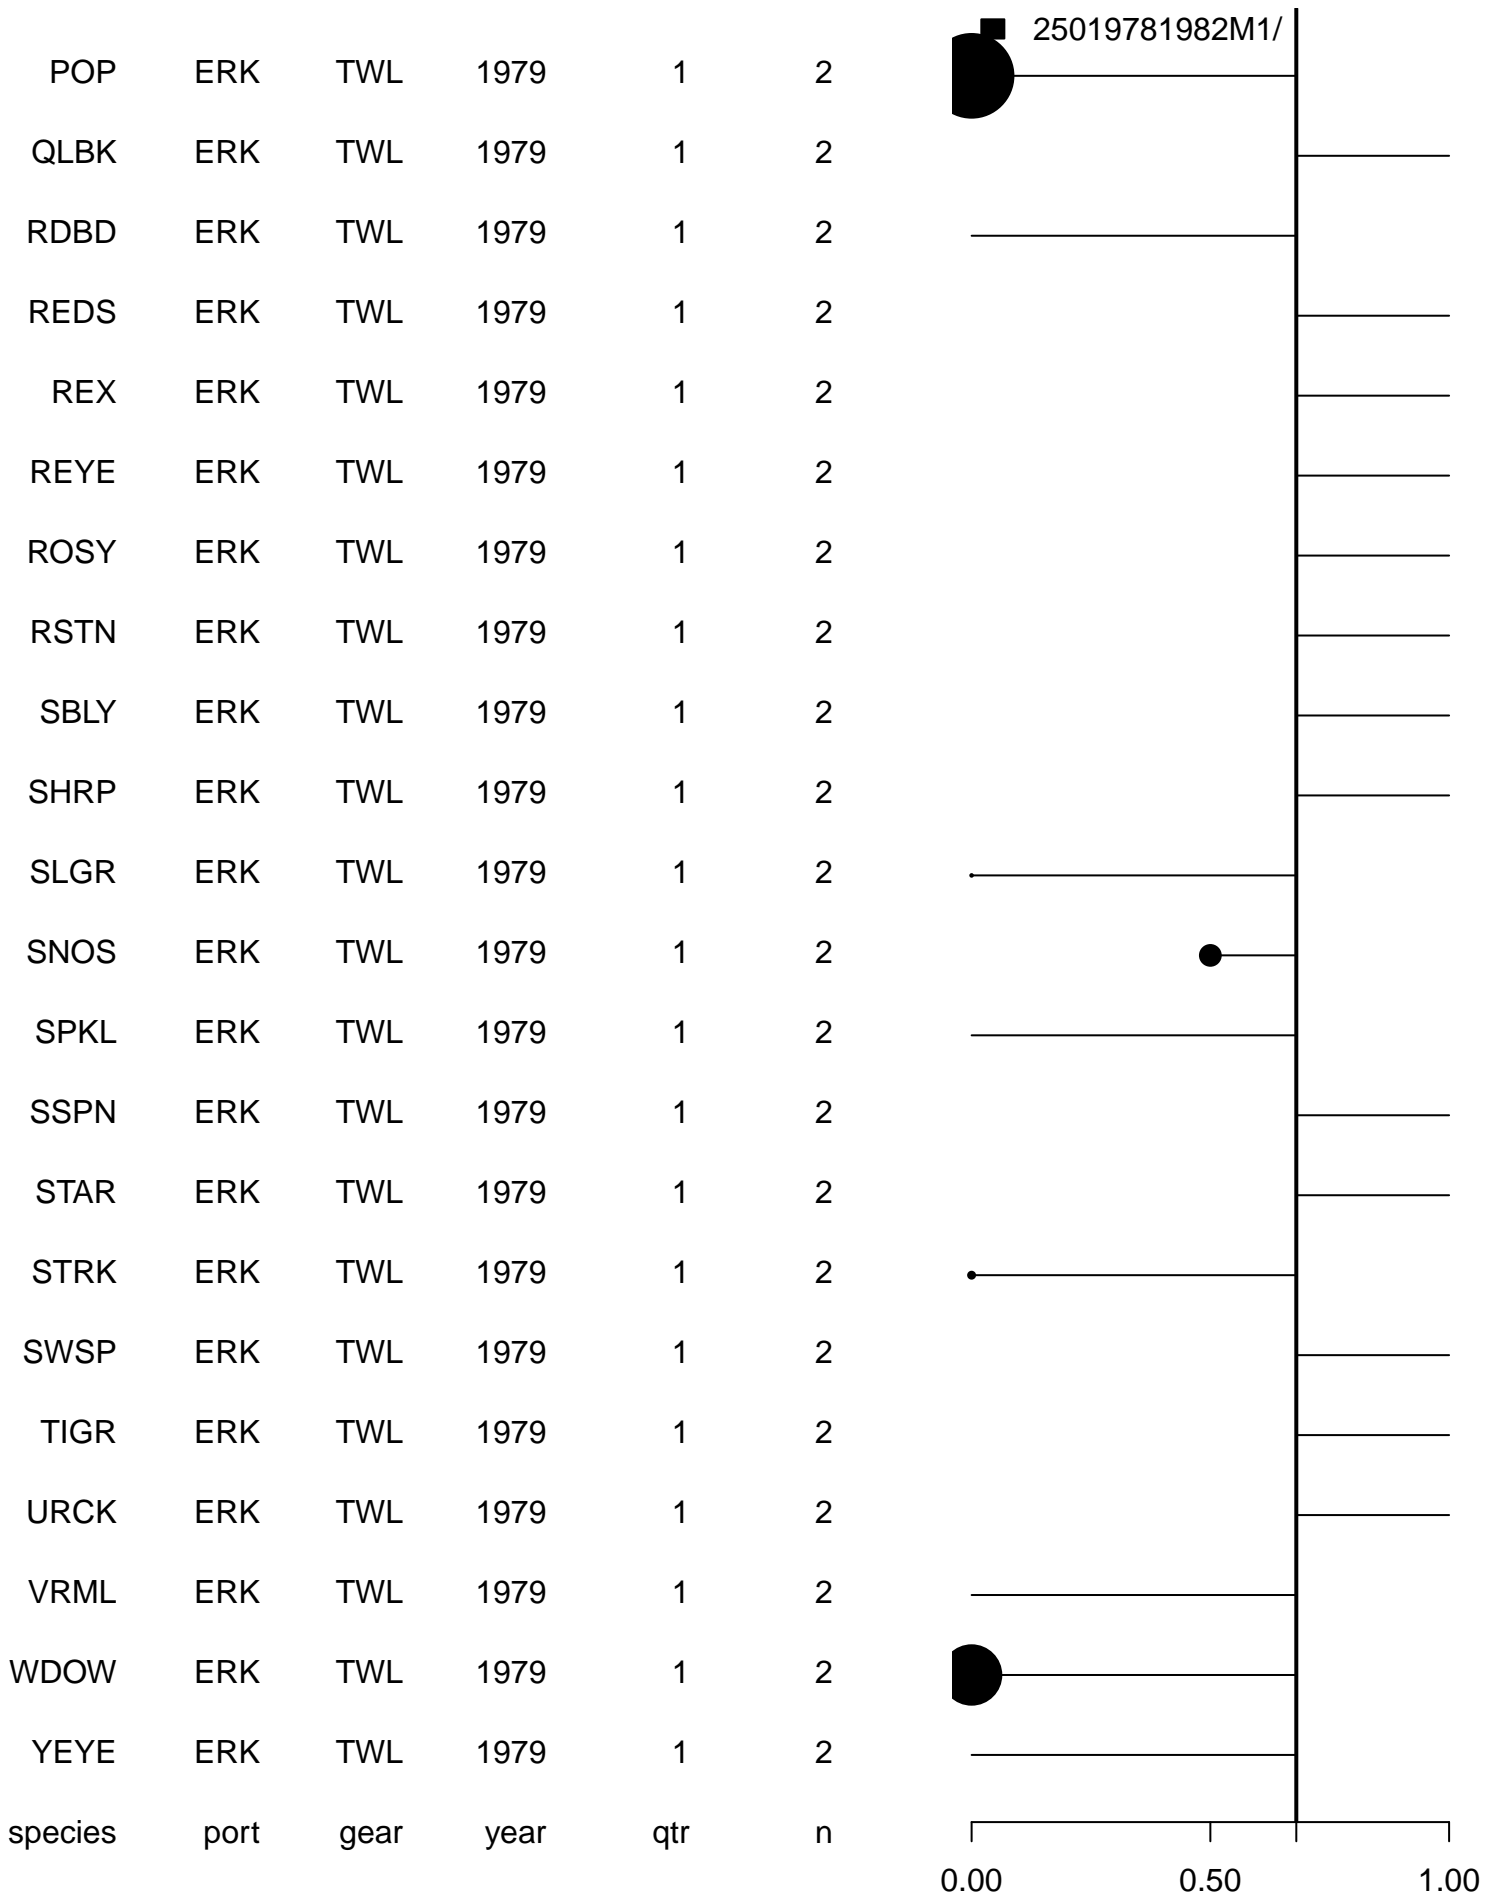 25019781982M1/
POP ERK TWL 1979 1 2
QLBK ERK TWL 1979 1 2
RDBD ERK TWL 1979 1 2
REDS ERK TWL 1979 1 2
REX ERK TWL 1979 1 2
REYE ERK TWL 1979 1 2
ROSY ERK TWL 1979 1 2
RSTN ERK TWL 1979 1 2
SBLY ERK TWL 1979 1 2
SHRP ERK TWL 1979 1 2
SLGR ERK TWL 1979 1 2
SNOS ERK TWL 1979 1 2
SPKL ERK TWL 1979 1 2
SSPN ERK TWL 1979 1 2
STAR ERK TWL 1979 1 2
STRK ERK TWL 1979 1 2
SWSP ERK TWL 1979 1 2
TIGR ERK TWL 1979 1 2
URCK ERK TWL 1979 1 2
VRML ERK TWL 1979 1 2
WDOW ERK TWL 1979 1 2
YEYE ERK TWL 1979 1 2
species port gear year qtr n
0.00 0.50 1.00